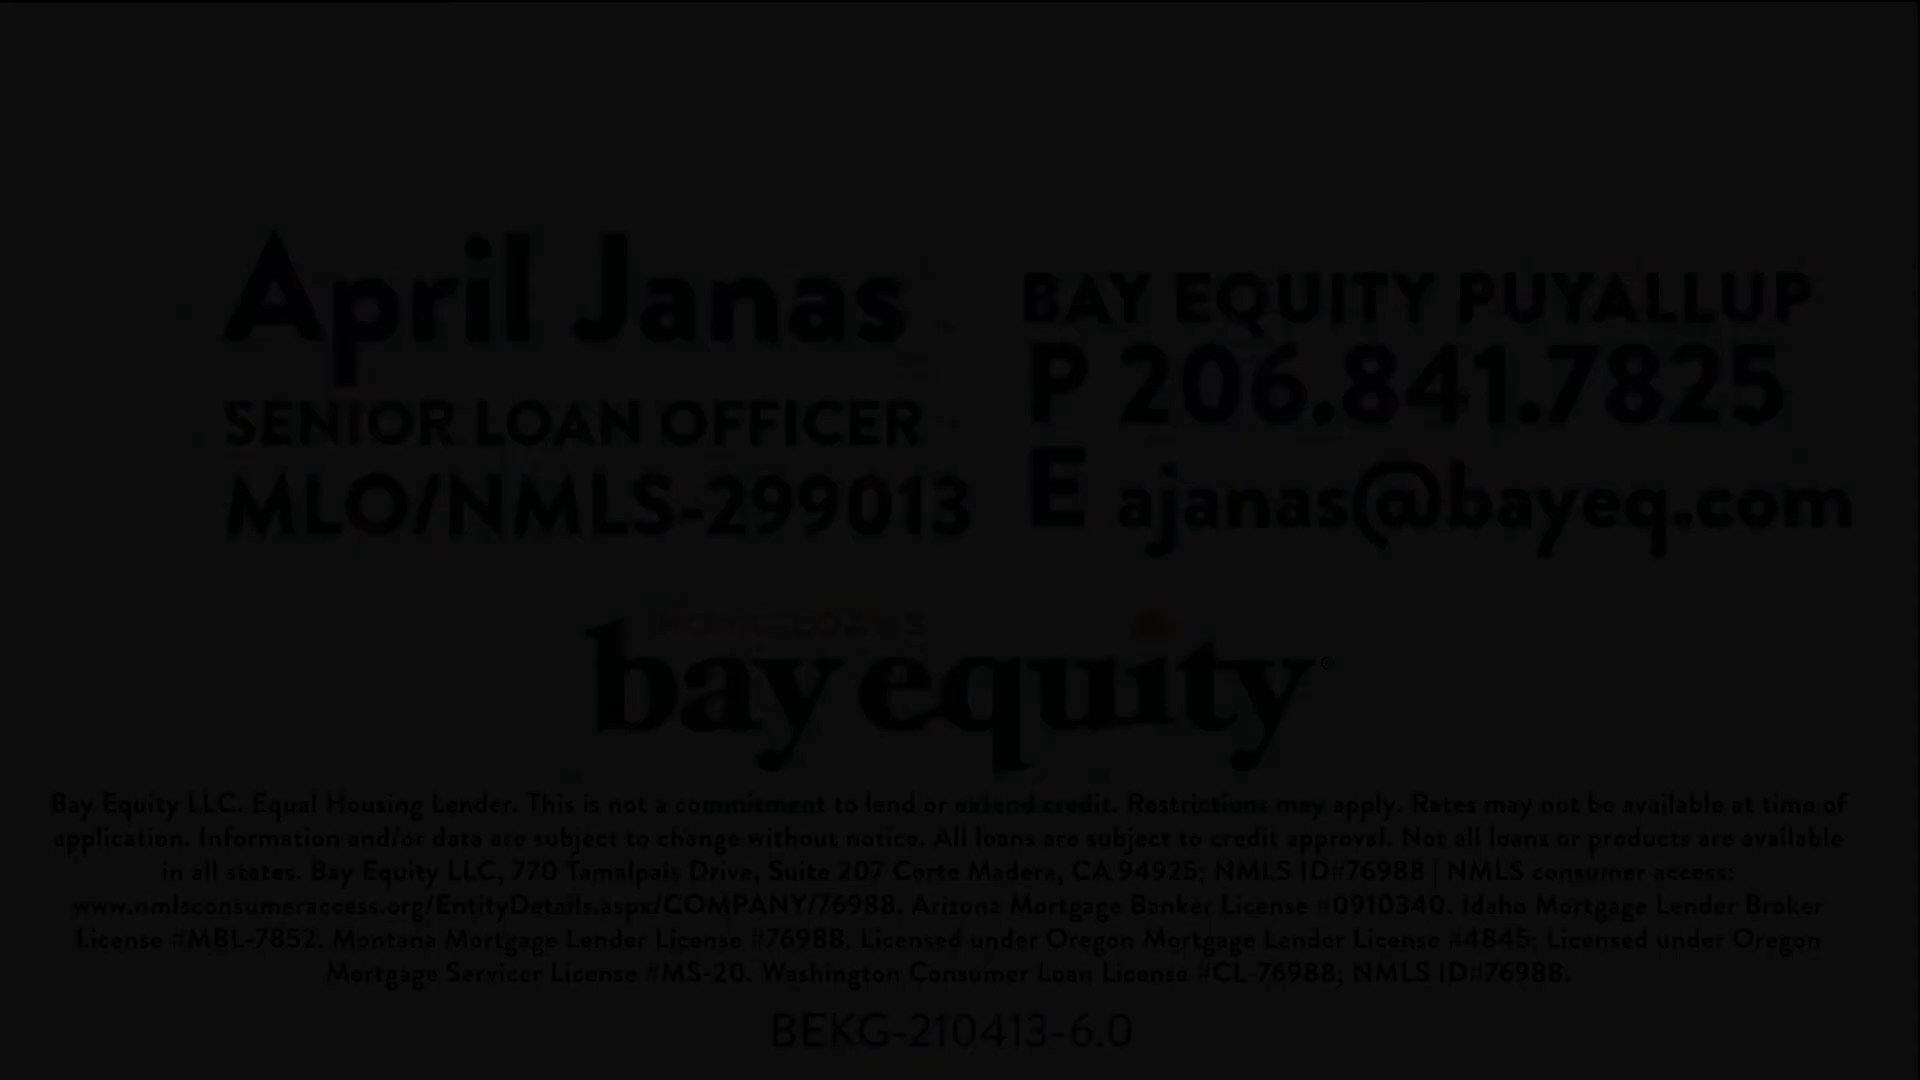 April Janas
SENIOR LOAN OFFICER
MLO/NMLS-299013
BAY EQUITY PUYALLUP
P 206.841.7825
E ajanas@bayeq.com
HOME LOANS
bay equity®
Bay Equity LLC. Equal Housing Lender. This is not a commitment to lend or extend credit. Restrictions may apply. Rates may not be available at time of
application. Information and/or data are subject to change without notice. All loans are subject to credit approval. Not all loans or products are available
in all states. Bay Equity LLC, 770 Tamalpais Drive, Suite 207 Corte Madera, CA 94925; NMLS ID#76988 | NMLS consumer access:
www.nmlsconsumeraccess.org/EntityDetails.aspx/COMPANY/76988. Arizona Mortgage Banker License #0910340. Idaho Mortgage Lender Broker
License #MBL-7852. Montana Mortgage Lender License #76988. Licensed under Oregon Mortgage Lender License #4845; Licensed under Oregon
Mortgage Servicer License #MS-20. Washington Consumer Loan License #CL-76988; NMLS ID#76988.
BEKG-210413-6.0